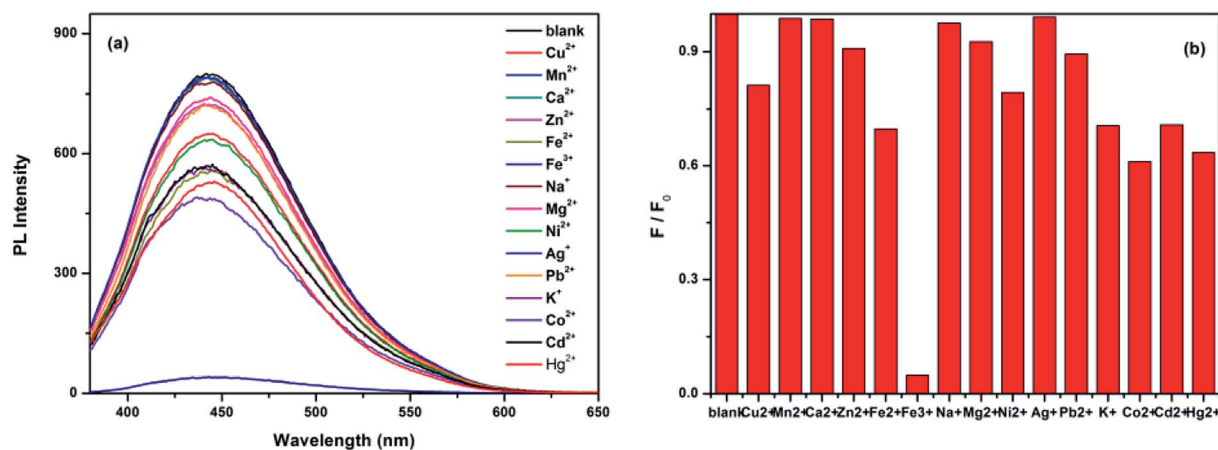 (a)
900
600
300
0
400
450
500
550
600
650
PL Intensity
Wavelength (nm)
blank
Cu²⁺
Mn²⁺
Ca²⁺
Zn²⁺
Fe²⁺
Fe³⁺
Na⁺
Mg²⁺
Ni²⁺
Ag⁺
Pb²⁺
K⁺
Co²⁺
Cd²⁺
Hg²⁺
(b)
0.9
0.6
0.3
0.0
F / F₀
blank Cu2+ Mn2+ Ca2+ Zn2+ Fe2+ Fe3+ Na+ Mg2+ Ni2+ Ag+ Pb2+ K+ Co2+ Cd2+ Hg2+